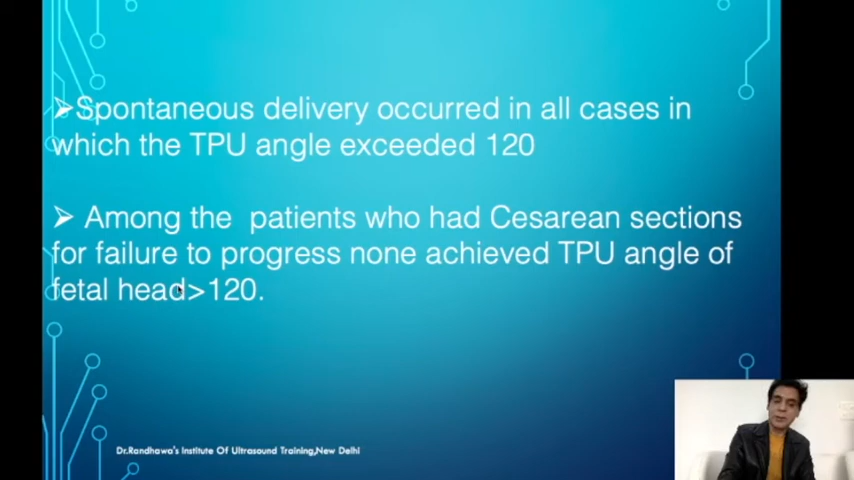 ➢Spontaneous delivery occurred in all cases in
which the TPU angle exceeded 120
➢ Among the patients who had Cesarean sections
for failure to progress none achieved TPU angle of
fetal head>120.
Dr.Randhawa's Institute Of Ultrasound Training,New Delhi